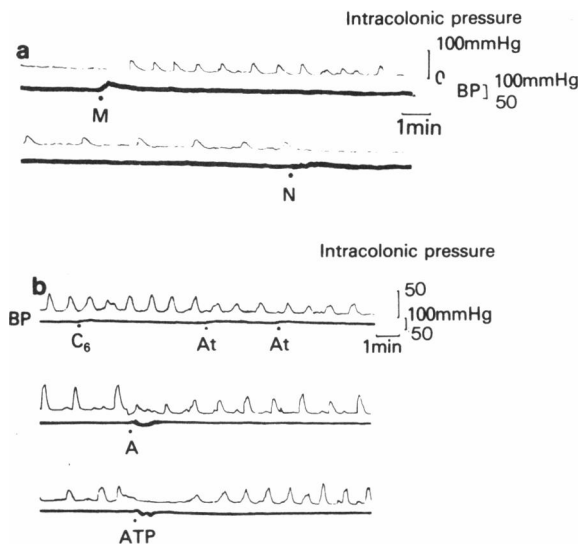 Intracolonic pressure
a
100mmHg
0
BP
100mmHg
50
M
1min
N
Intracolonic pressure
b
50
BP
100mmHg
50
C6
At
At
1min
A
ATP